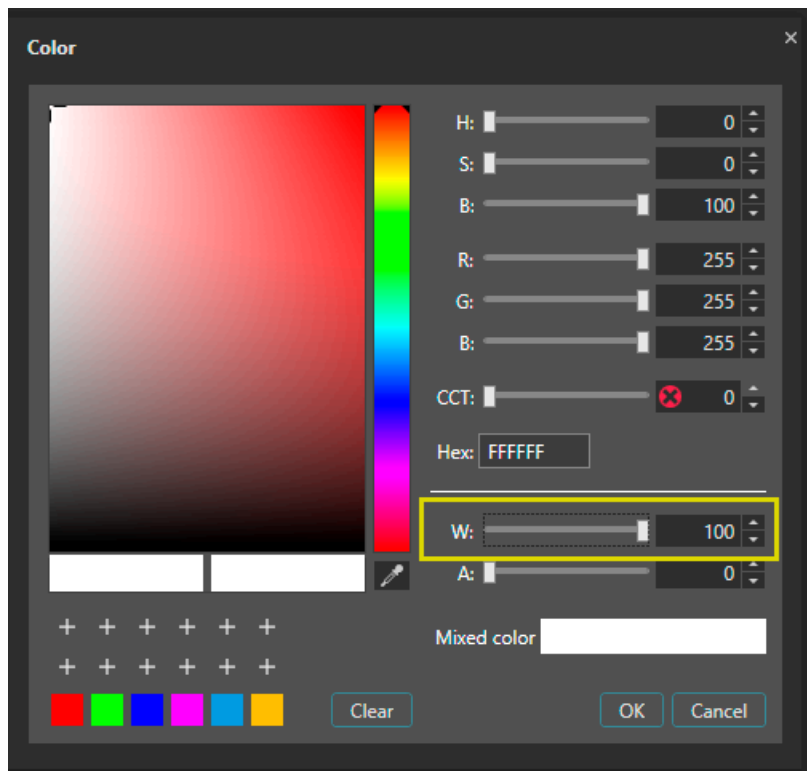 Color
H: 0
S: 0
B: 100
R: 255
G: 255
B: 255
CCT: 0
Hex: FFFFFF
W: 100
A: 0
Mixed color
Clear
OK
Cancel